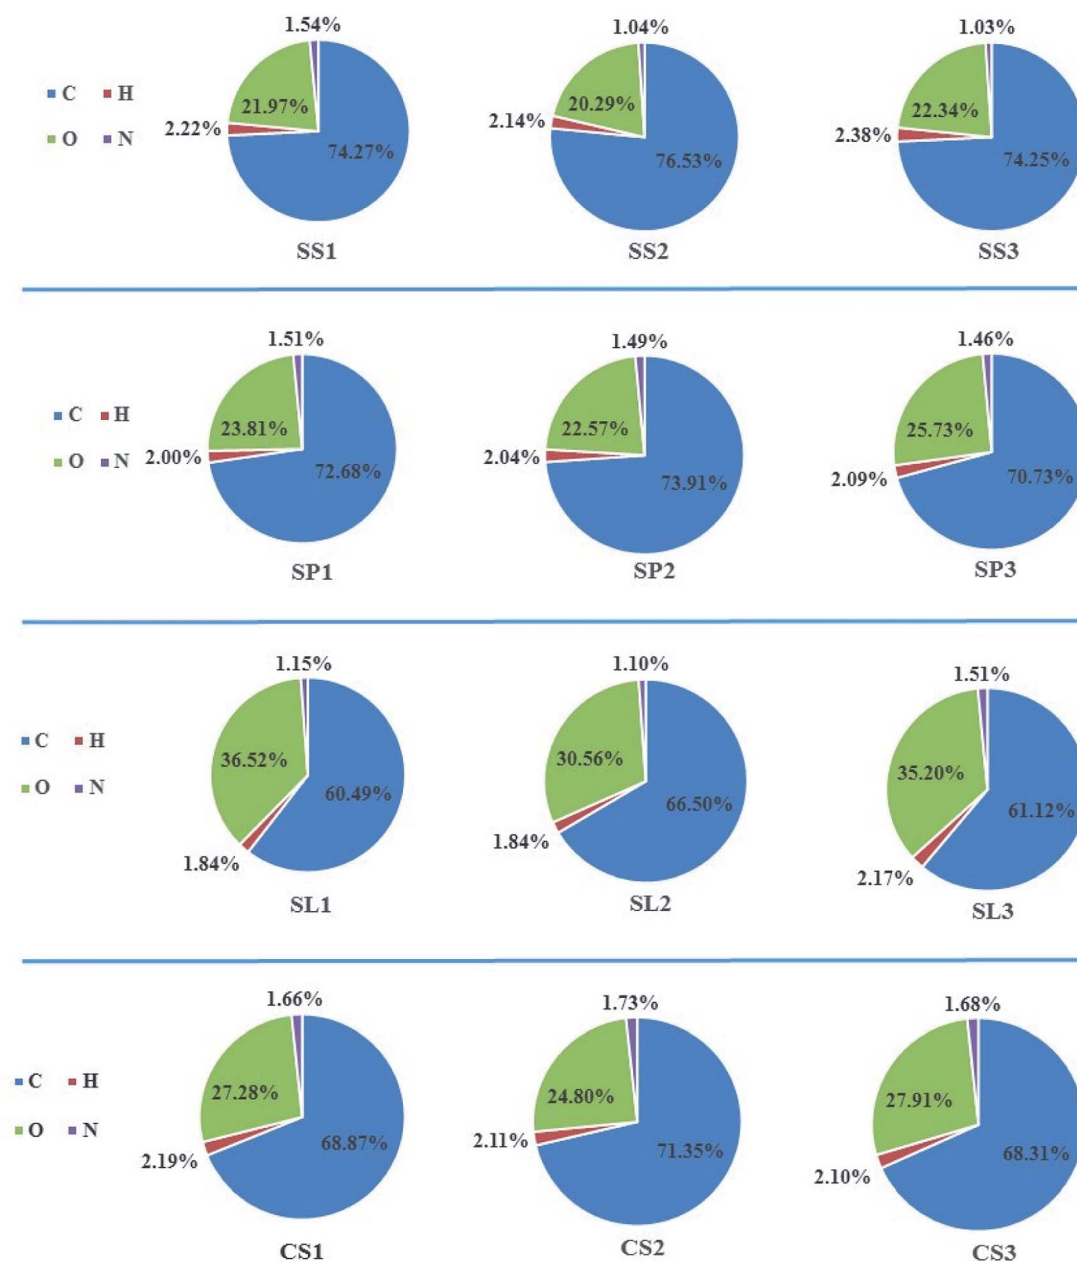 1.54% 1.04% 1.03%
C H
21.97% 20.29% 22.34%
2.22% 2.14% 2.38%
O N
74.27% 76.53% 74.25%
SS1 SS2 SS3
1.51% 1.49% 1.46%
C H
23.81% 22.57% 25.73%
O N
2.00% 2.04% 2.09%
72.68% 73.91% 70.73%
SP1 SP2 SP3
1.15% 1.10% 1.51%
C H
36.52% 30.56% 35.20%
O N
60.49% 66.50% 61.12%
1.84% 1.84% 2.17%
SL1 SL2 SL3
1.66% 1.73% 1.68%
C H
27.28% 24.80% 27.91%
O N
68.87% 71.35% 68.31%
2.19% 2.11% 2.10%
CS1 CS2 CS3